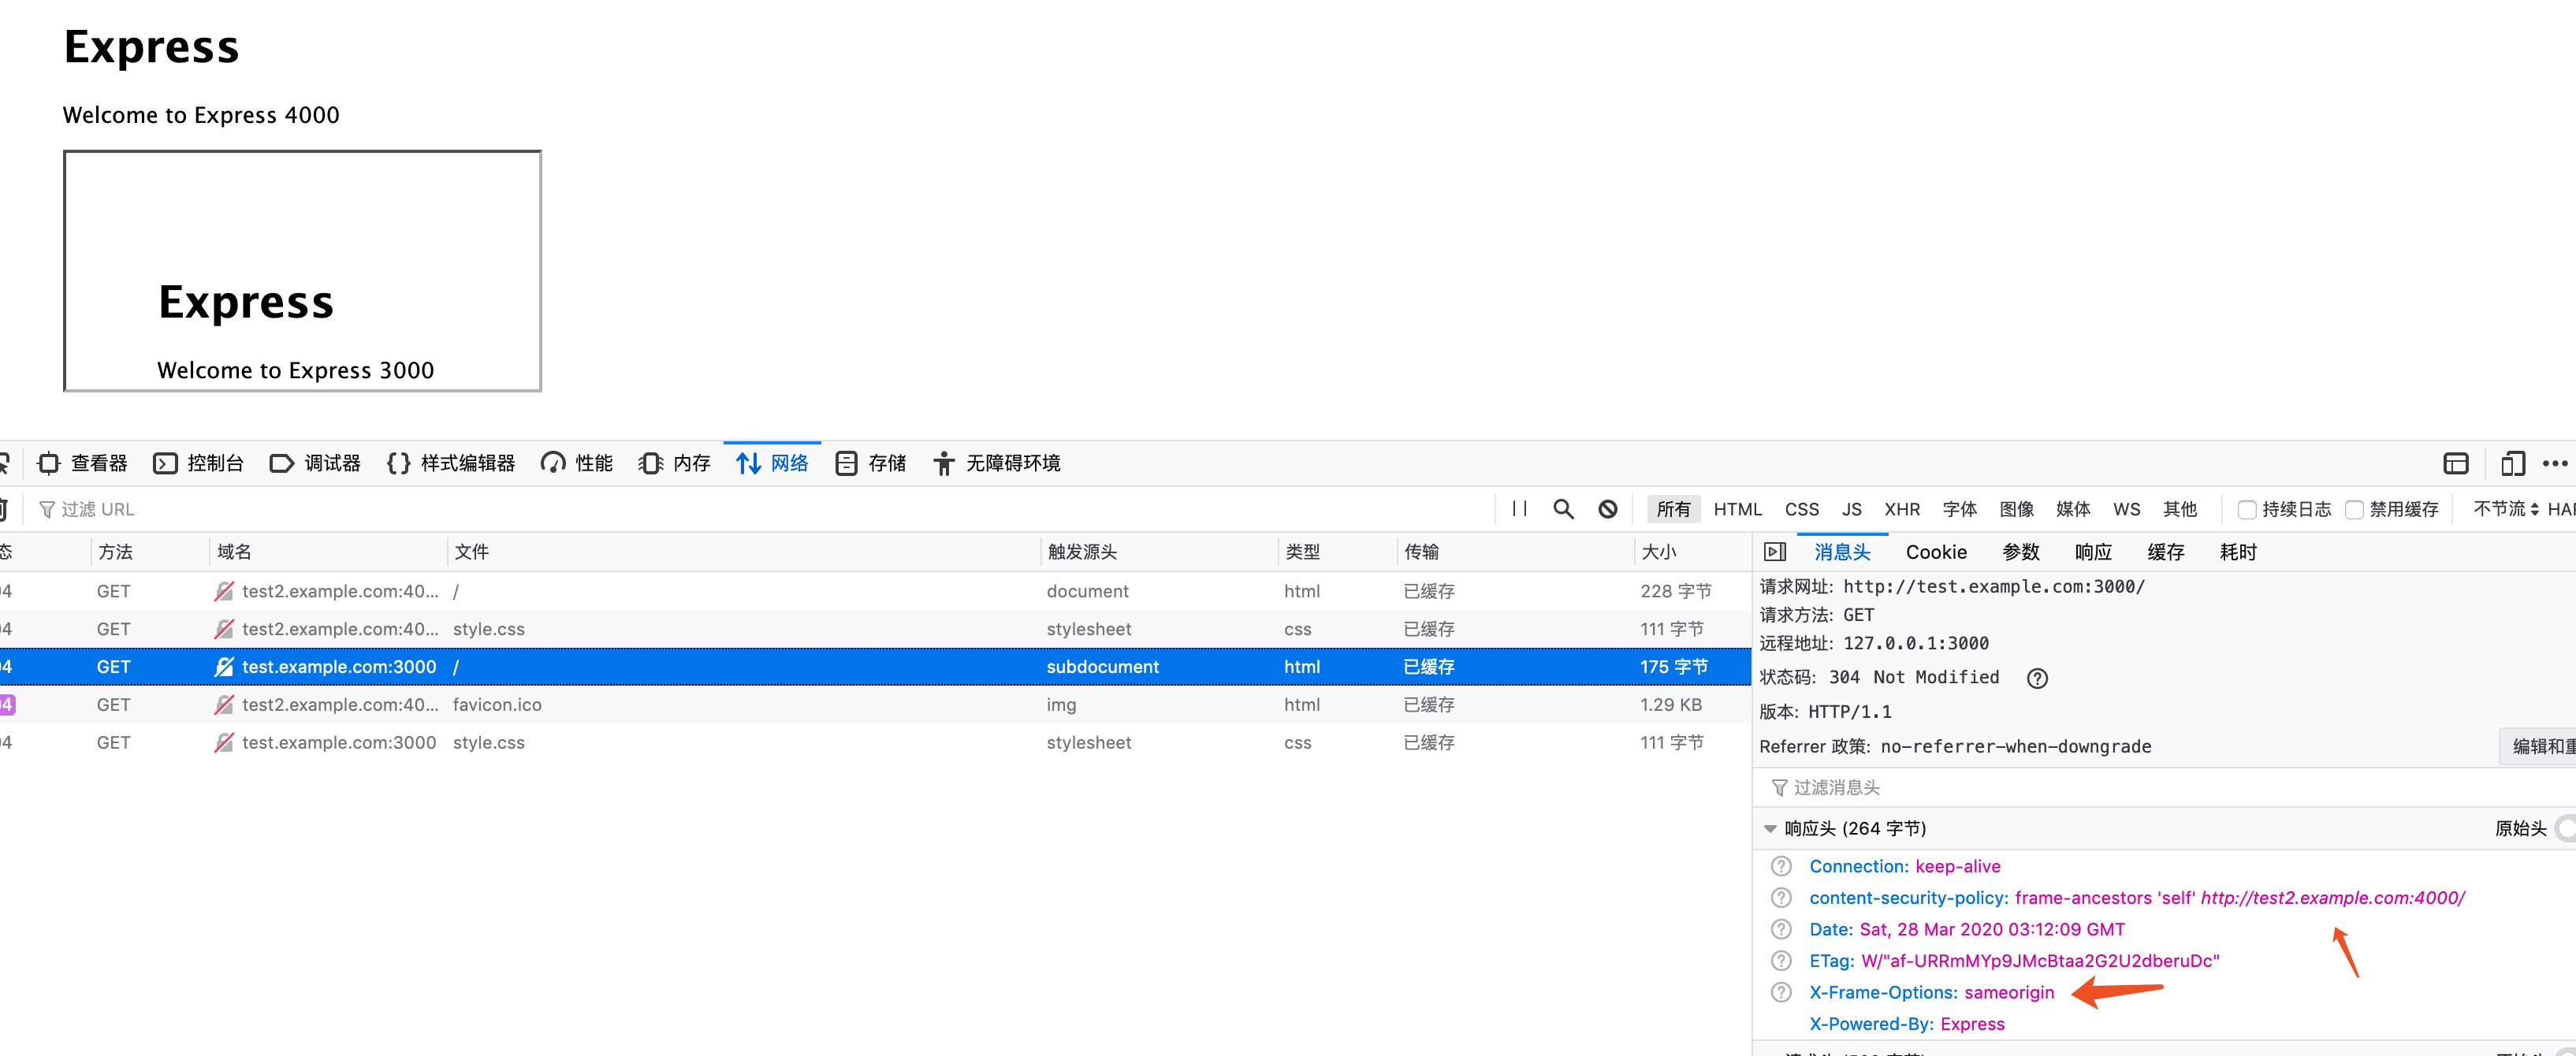 Express
Welcome to Express 4000
Express
Welcome to Express 3000
查看器 控制台 调试器 {} 样式编辑器 性能 内存 网络 存储 无障碍环境
过滤 URL 所有 HTML CSS JS XHR 字体 图像 媒体 WS 其他 持续日志 禁用缓存 不节流 HAR
态 方法 域名 文件 触发源头 类型 传输 大小
04 GET test2.example.com:40... / document html 已缓存 228 字节
04 GET test2.example.com:40... style.css stylesheet css 已缓存 111 字节
04 GET test.example.com:3000 / subdocument html 已缓存 175 字节
04 GET test2.example.com:40... favicon.ico img html 已缓存 1.29 KB
04 GET test.example.com:3000 style.css stylesheet css 已缓存 111 字节
消息头 Cookie 参数 响应 缓存 耗时
请求网址: http://test.example.com:3000/
请求方法: GET
远程地址: 127.0.0.1:3000
状态码: 304 Not Modified
版本: HTTP/1.1
Referrer 政策: no-referrer-when-downgrade 编辑和重
过滤消息头
响应头 (264 字节) 原始头
Connection: keep-alive
content-security-policy: frame-ancestors 'self' http://test2.example.com:4000/
Date: Sat, 28 Mar 2020 03:12:09 GMT
ETag: W/"af-URRmMYp9JMcBtaa2G2U2dberuDc"
X-Frame-Options: sameorigin
X-Powered-By: Express